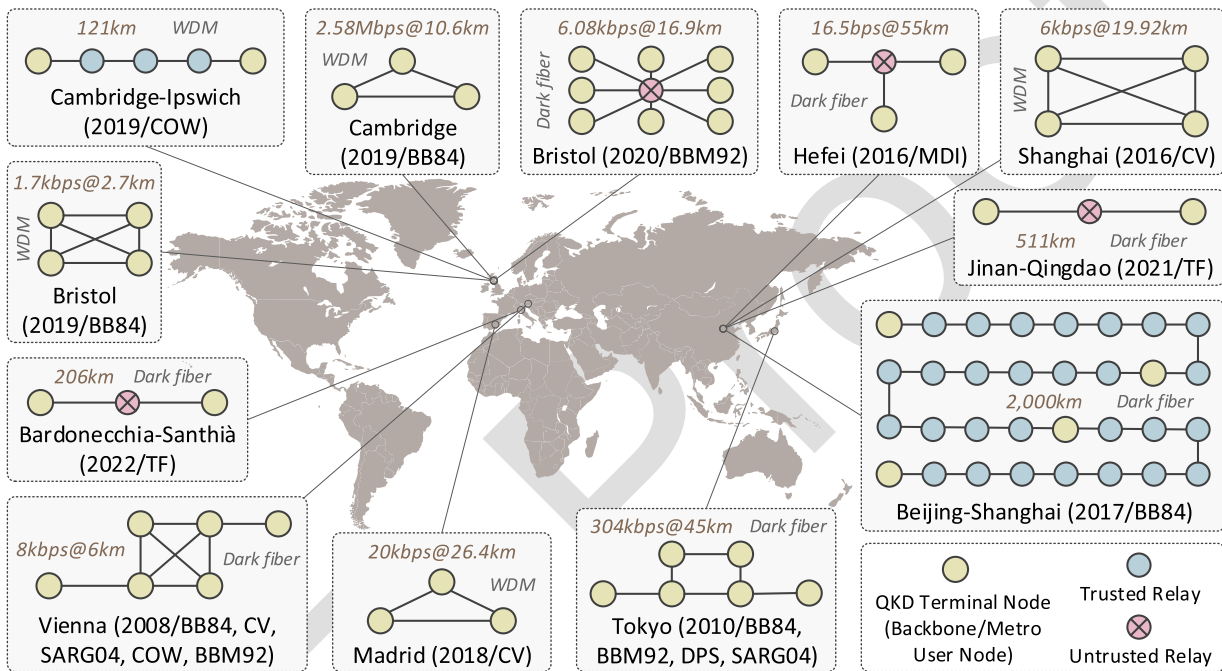 121km WDM
Cambridge-Ipswich
(2019/COW)
2.58Mbps@10.6km
WDM
Cambridge
(2019/BB84)
6.08kbps@16.9km
Dark fiber
Bristol (2020/BBM92)
16.5bps@55km
Dark fiber
Hefei (2016/MDI)
6kbps@19.92km
WDM
Shanghai (2016/CV)
1.7kbps@2.7km
WDM
Bristol
(2019/BB84)
511km Dark fiber
Jinan-Qingdao (2021/TF)
206km Dark fiber
Bardonecchia-Santhià
(2022/TF)
2,000km Dark fiber
Beijing-Shanghai (2017/BB84)
8kbps@6km
Dark fiber
Vienna (2008/BB84, CV,
SARG04, COW, BBM92)
20kbps@26.4km
WDM
Madrid (2018/CV)
304kbps@45km Dark fiber
Tokyo (2010/BB84,
BBM92, DPS, SARG04)
QKD Terminal Node
(Backbone/Metro
User Node)
Trusted Relay
Untrusted Relay